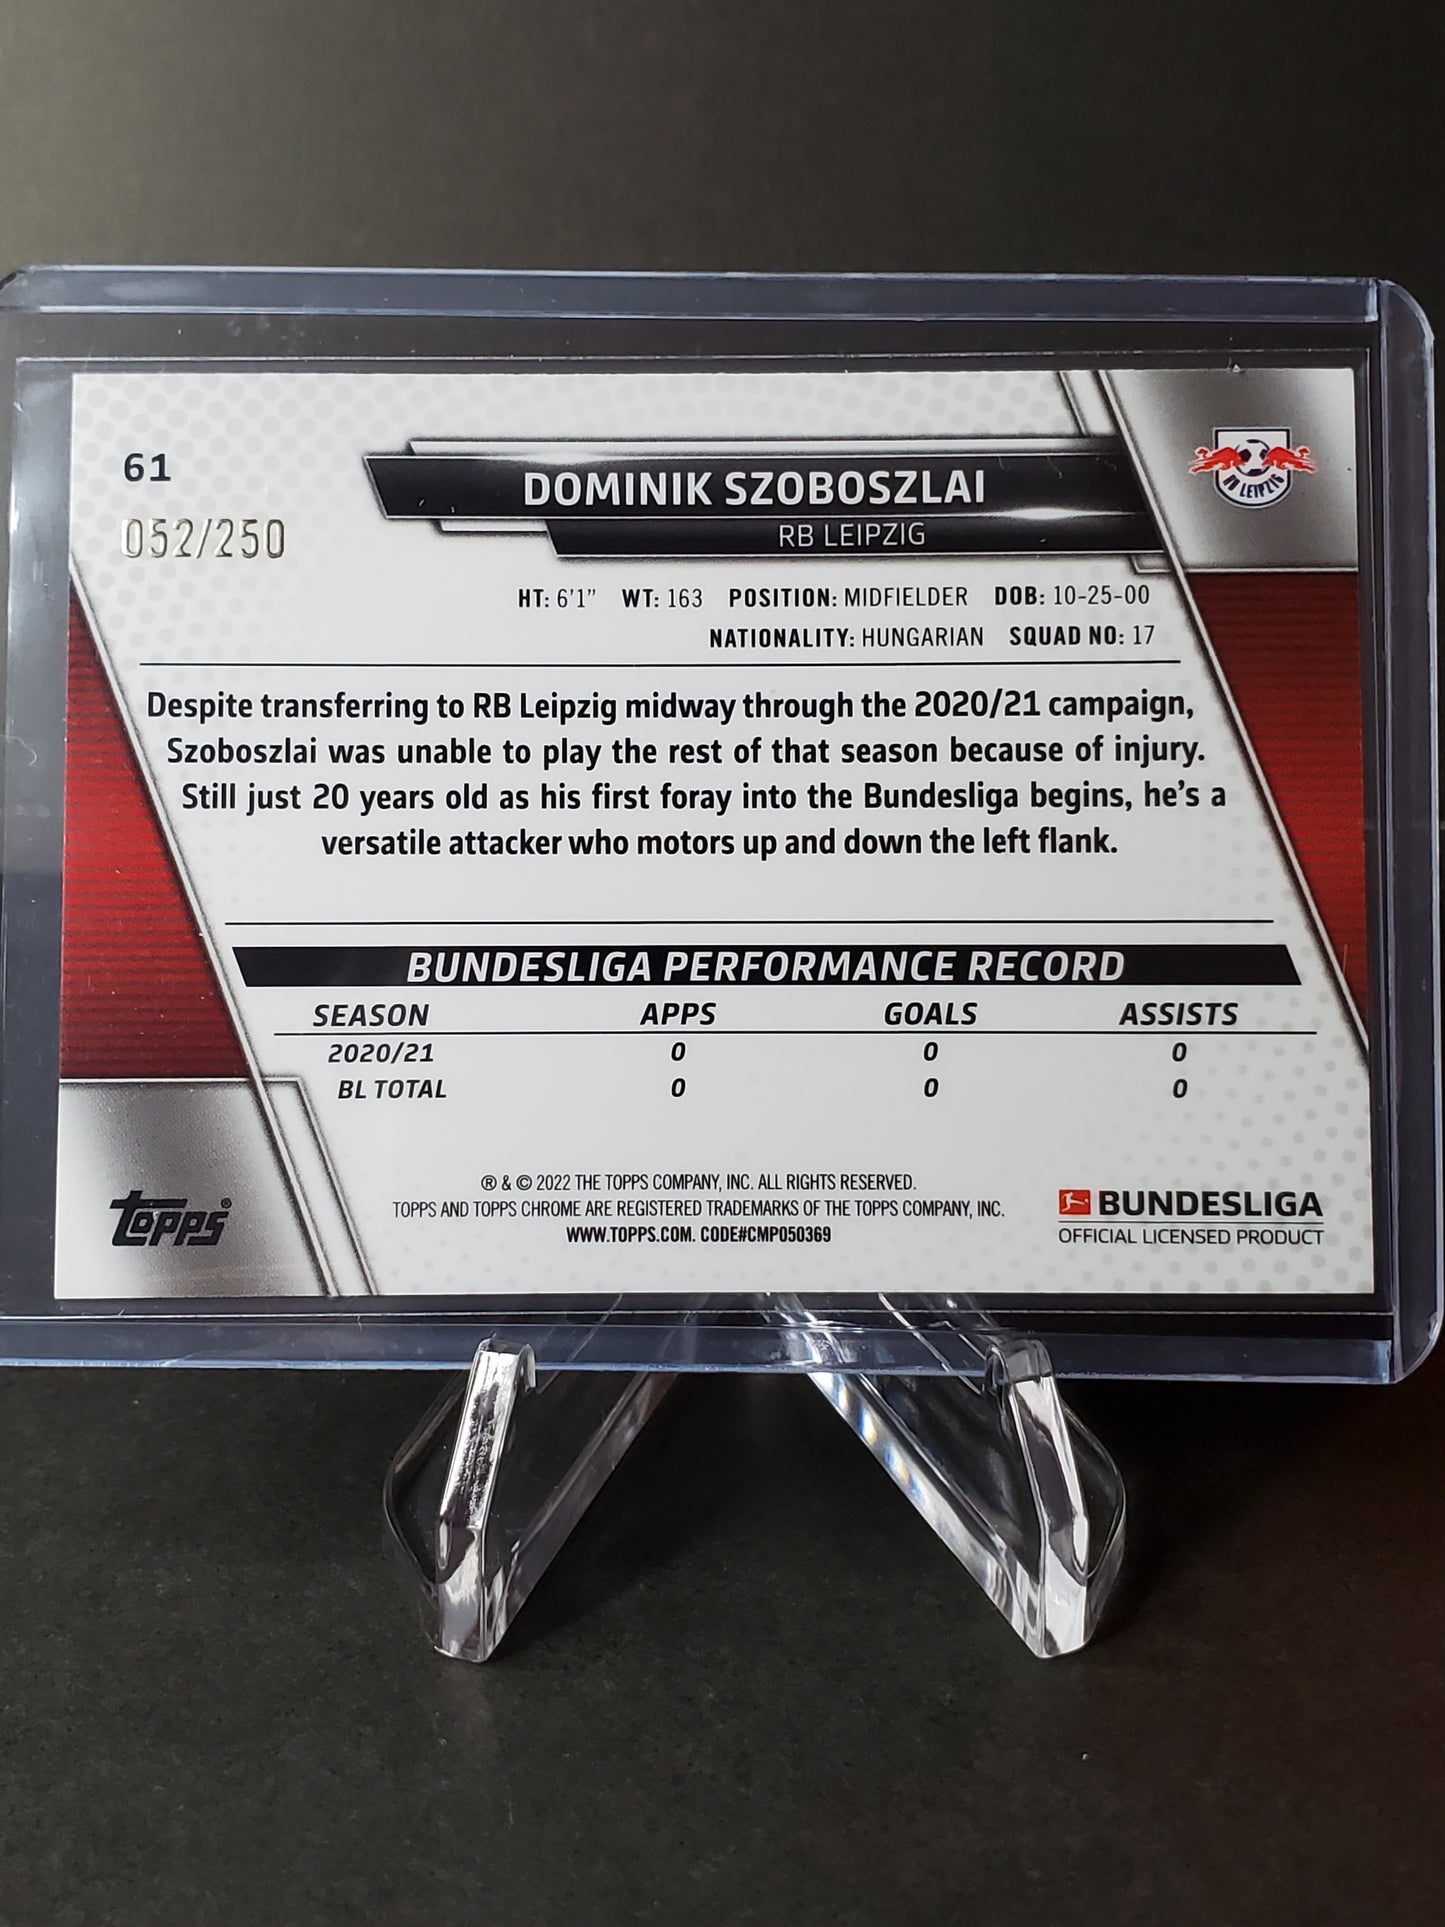 61
052/250
DOMINIK SZOBOSZLAI
RB LEIPZIG
RB LEIPZIG
HT: 6'1" WT: 163 POSITION: MIDFIELDER DOB: 10-25-00
NATIONALITY: HUNGARIAN SQUAD NO: 17
Despite transferring to RB Leipzig midway through the 2020/21 campaign,
Szoboszlai was unable to play the rest of that season because of injury.
Still just 20 years old as his first foray into the Bundesliga begins, he's a
versatile attacker who motors up and down the left flank.
BUNDESLIGA PERFORMANCE RECORD
SEASON APPS GOALS ASSISTS
2020/21 0 0 0
BL TOTAL 0 0 0
® & © 2022 THE TOPPS COMPANY, INC. ALL RIGHTS RESERVED.
TOPPS AND TOPPS CHROME ARE REGISTERED TRADEMARKS OF THE TOPPS COMPANY, INC.
WWW.TOPPS.COM. CODE#CMP050369
topps®
BUNDESLIGA
OFFICIAL LICENSED PRODUCT